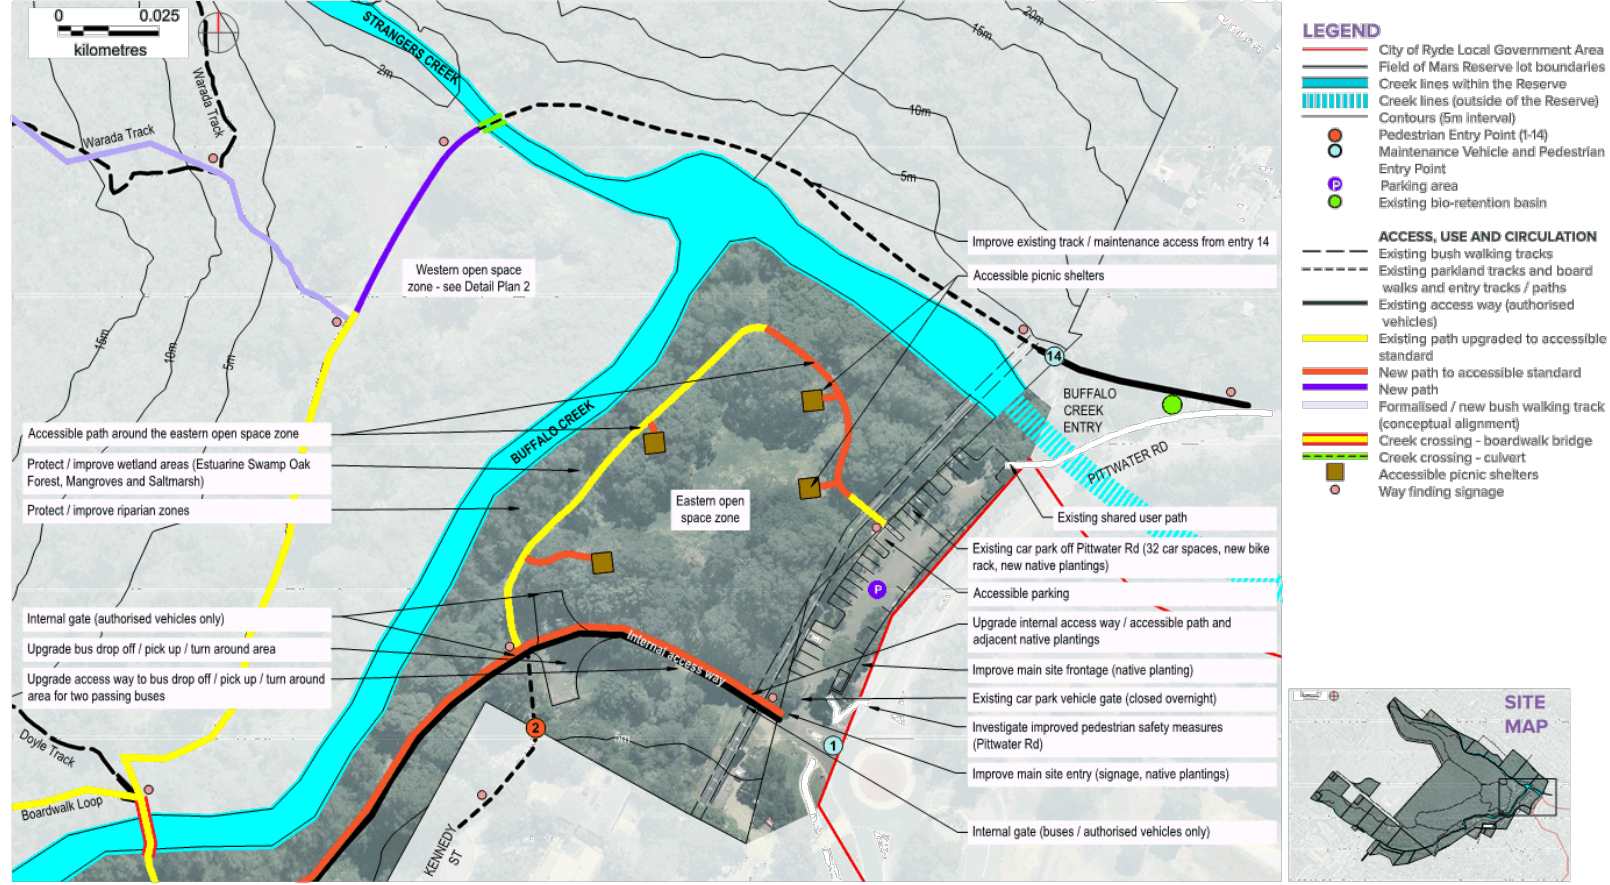 0 0.025
kilometres
STRANGERS CREEK
2m
20m
15m
10m
5m
Warada Track
Warada Track
Western open space
zone - see Detail Plan 2
Improve existing track / maintenance access from entry 14
Accessible picnic shelters
15m
10m
5m
14
BUFFALO
CREEK
ENTRY
PITTWATER RD
BUFFALO CREEK
Accessible path around the eastern open space zone
Protect / improve wetland areas (Estuarine Swamp Oak
Forest, Mangroves and Saltmarsh)
Protect / improve riparian zones
Eastern open
space zone
Existing shared user path
Existing car park off Pittwater Rd (32 car spaces, new bike
rack, new native plantings)
P
Accessible parking
Internal gate (authorised vehicles only)
Upgrade bus drop off / pick up / turn around area
Upgrade access way to bus drop off / pick up / turn around
area for two passing buses
Internal access way
Upgrade internal access way / accessible path and
adjacent native plantings
Improve main site frontage (native planting)
Existing car park vehicle gate (closed overnight)
Investigate improved pedestrian safety measures
(Pittwater Rd)
Improve main site entry (signage, native plantings)
Internal gate (buses / authorised vehicles only)
2
1
5m
Doyle Track
Boardwalk Loop
KENNEDY
ST
LEGEND
City of Ryde Local Government Area
Field of Mars Reserve lot boundaries
Creek lines within the Reserve
Creek lines (outside of the Reserve)
Contours (5m interval)
Pedestrian Entry Point (1-14)
Maintenance Vehicle and Pedestrian
Entry Point
P Parking area
Existing bio-retention basin
ACCESS, USE AND CIRCULATION
Existing bush walking tracks
Existing parkland tracks and board
walks and entry tracks / paths
Existing access way (authorised
vehicles)
Existing path upgraded to accessible
standard
New path to accessible standard
New path
Formalised / new bush walking track
(conceptual alignment)
Creek crossing - boardwalk bridge
Creek crossing - culvert
Accessible picnic shelters
Way finding signage
SITE
MAP